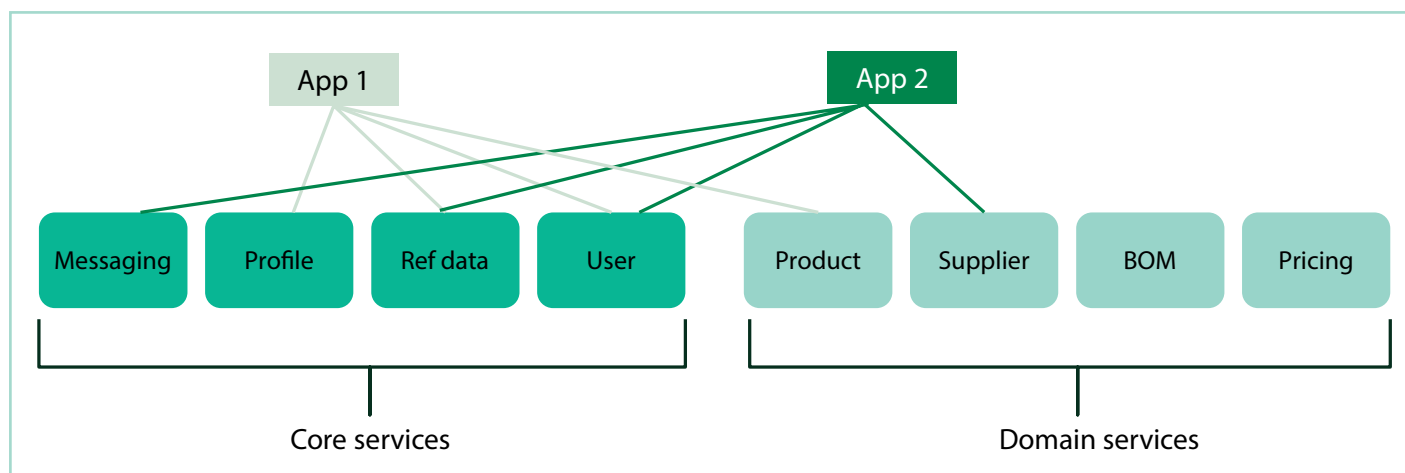 App 1
App 2
Messaging
Profile
Ref data
User
Product
Supplier
BOM
Pricing
Core services
Domain services